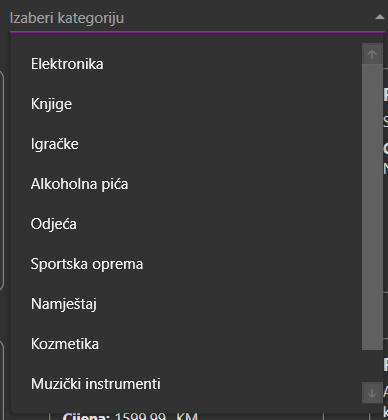 Izaberi kategoriju
Elektronika
Knjige
Igračke
Alkoholna pića
Odjeća
Sportska oprema
Namještaj
Kozmetika
Muzički instrumenti
Cijena: 1599.99 KM